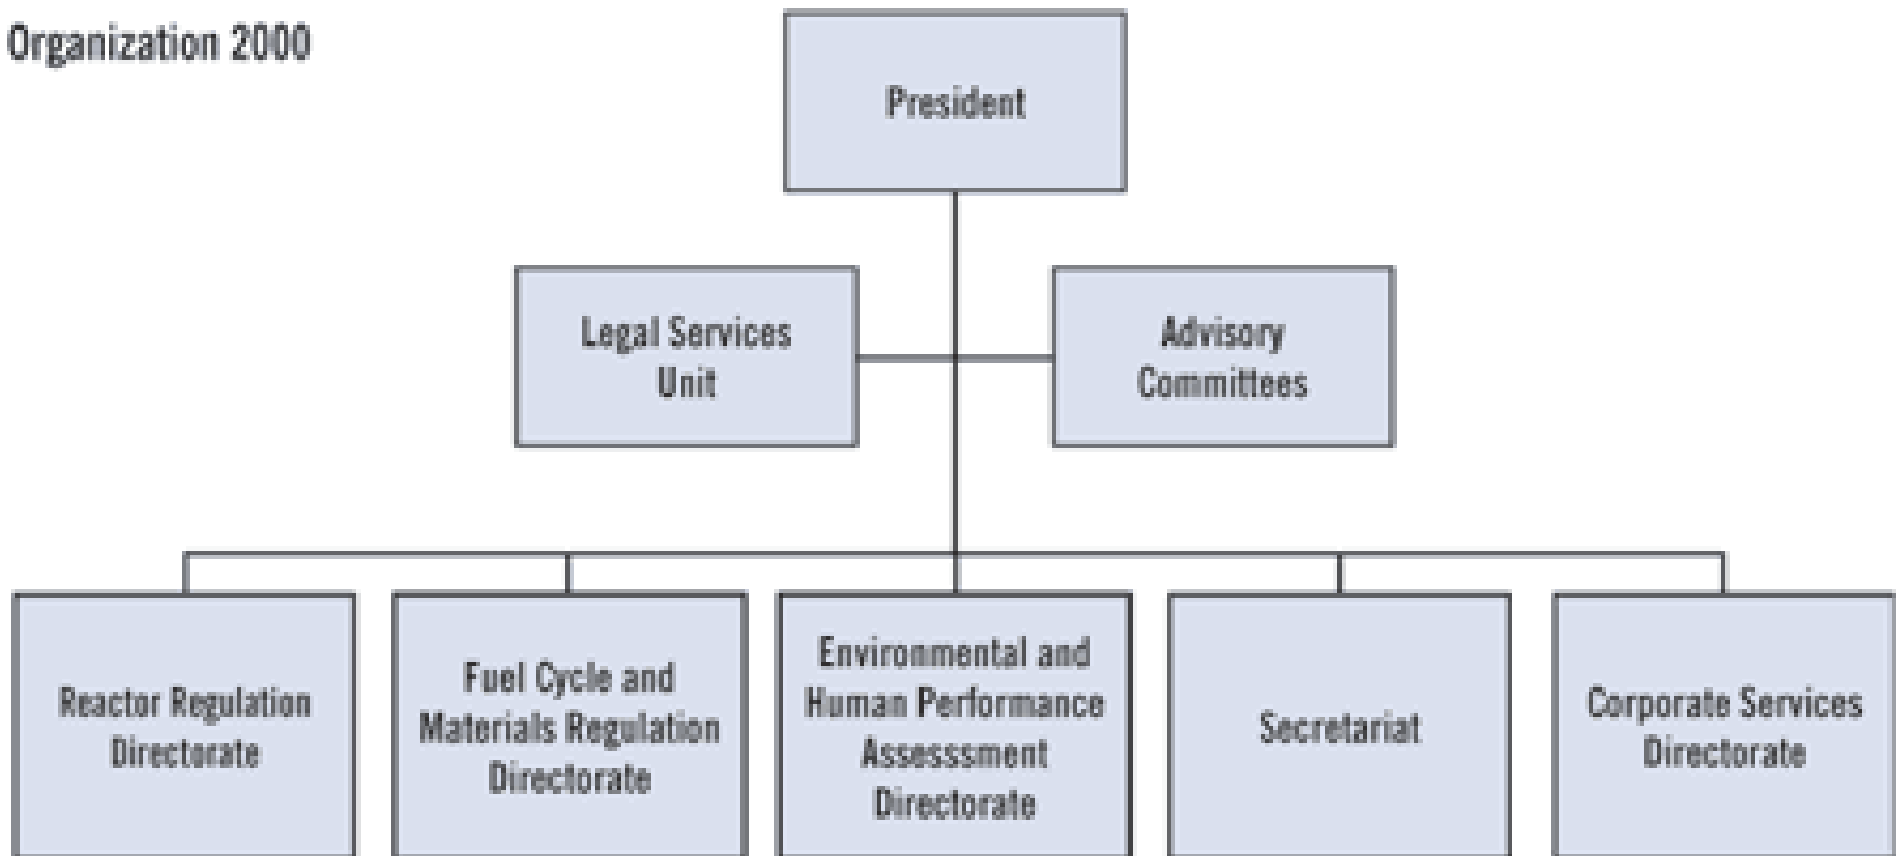 Organization 2000
President
Legal Services
Unit
Advisory
Committees
Reactor Regulation
Directorate
Fuel Cycle and
Materials Regulation
Directorate
Environmental and
Human Performance
Assesssment
Directorate
Secretariat
Corporate Services
Directorate